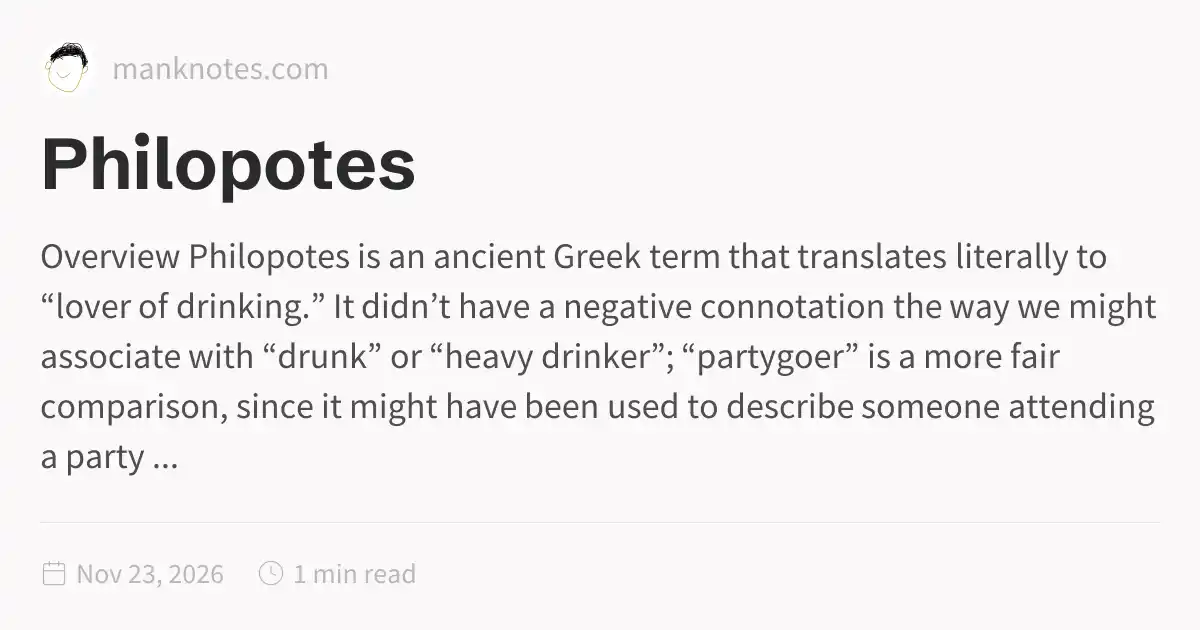 manknotes.com
Philopotes
Overview Philopotes is an ancient Greek term that translates literally to
“lover of drinking.” It didn’t have a negative connotation the way we might
associate with “drunk” or “heavy drinker”; “partygoer” is a more fair
comparison, since it might have been used to describe someone attending
a party ...
Nov 23, 2026 1 min read